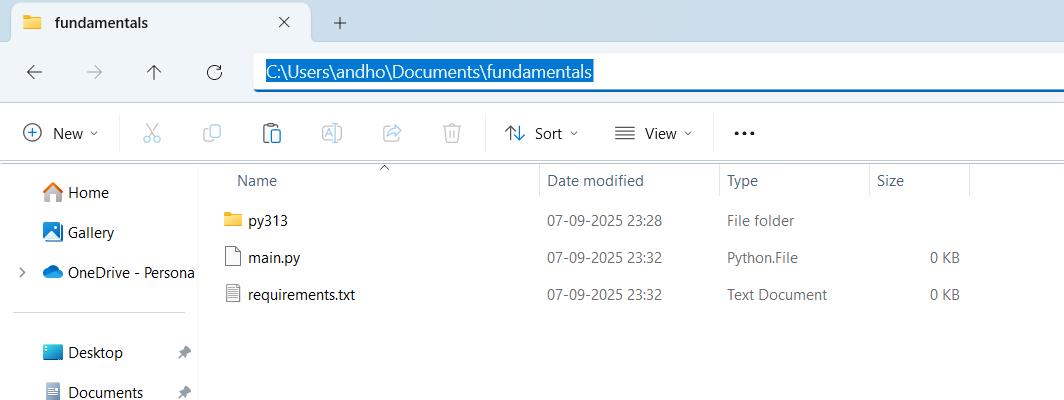 fundamentals
C:\Users\andho\Documents\fundamentals
New Sort View
Name Date modified Type Size
Home
Gallery
OneDrive - Persona
Desktop
Documents
py313 07-09-2025 23:28 File folder
main.py 07-09-2025 23:32 Python.File 0 KB
requirements.txt 07-09-2025 23:32 Text Document 0 KB